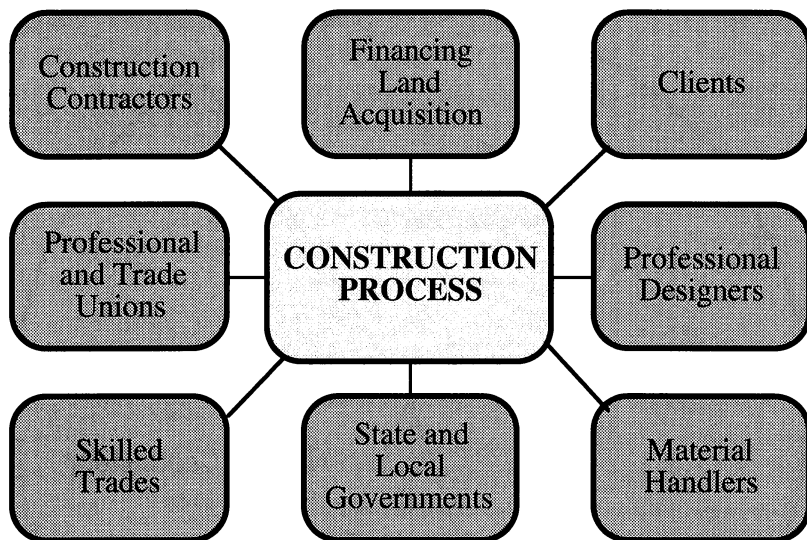 Construction
Contractors
Financing
Land
Acquisition
Clients
Professional
and Trade
Unions
CONSTRUCTION
PROCESS
Professional
Designers
Skilled
Trades
State and
Local
Governments
Material
Handlers